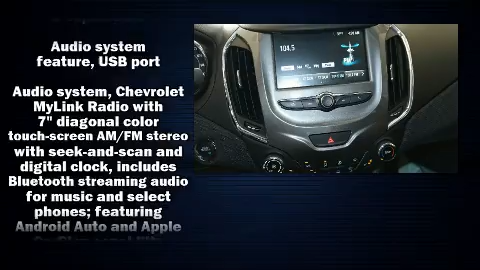 Audio system
feature, USB port
Audio system, Chevrolet
MyLink Radio with
7" diagonal color
touch-screen AM/FM stereo
with seek-and-scan and
digital clock, includes
Bluetooth streaming audio
for music and select
phones; featuring
Android Auto and Apple
104.5